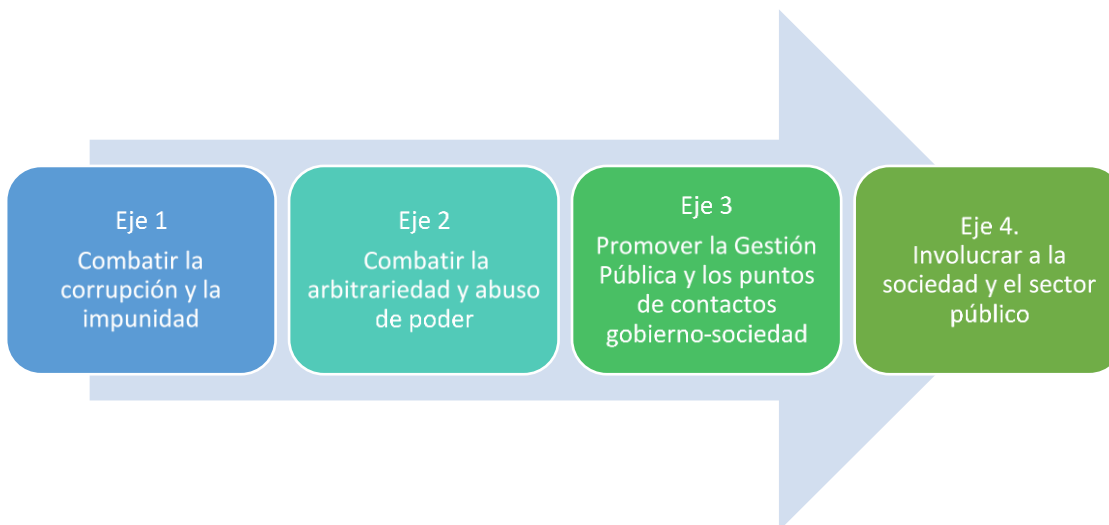 Eje 1
Combatir la
corrupción y la
impunidad
Eje 2
Combatir la
arbitrariedad y abuso
de poder
Eje 3
Promover la Gestión
Pública y los puntos
de contactos
gobierno-sociedad
Eje 4.
Involucrar a la
sociedad y el sector
público